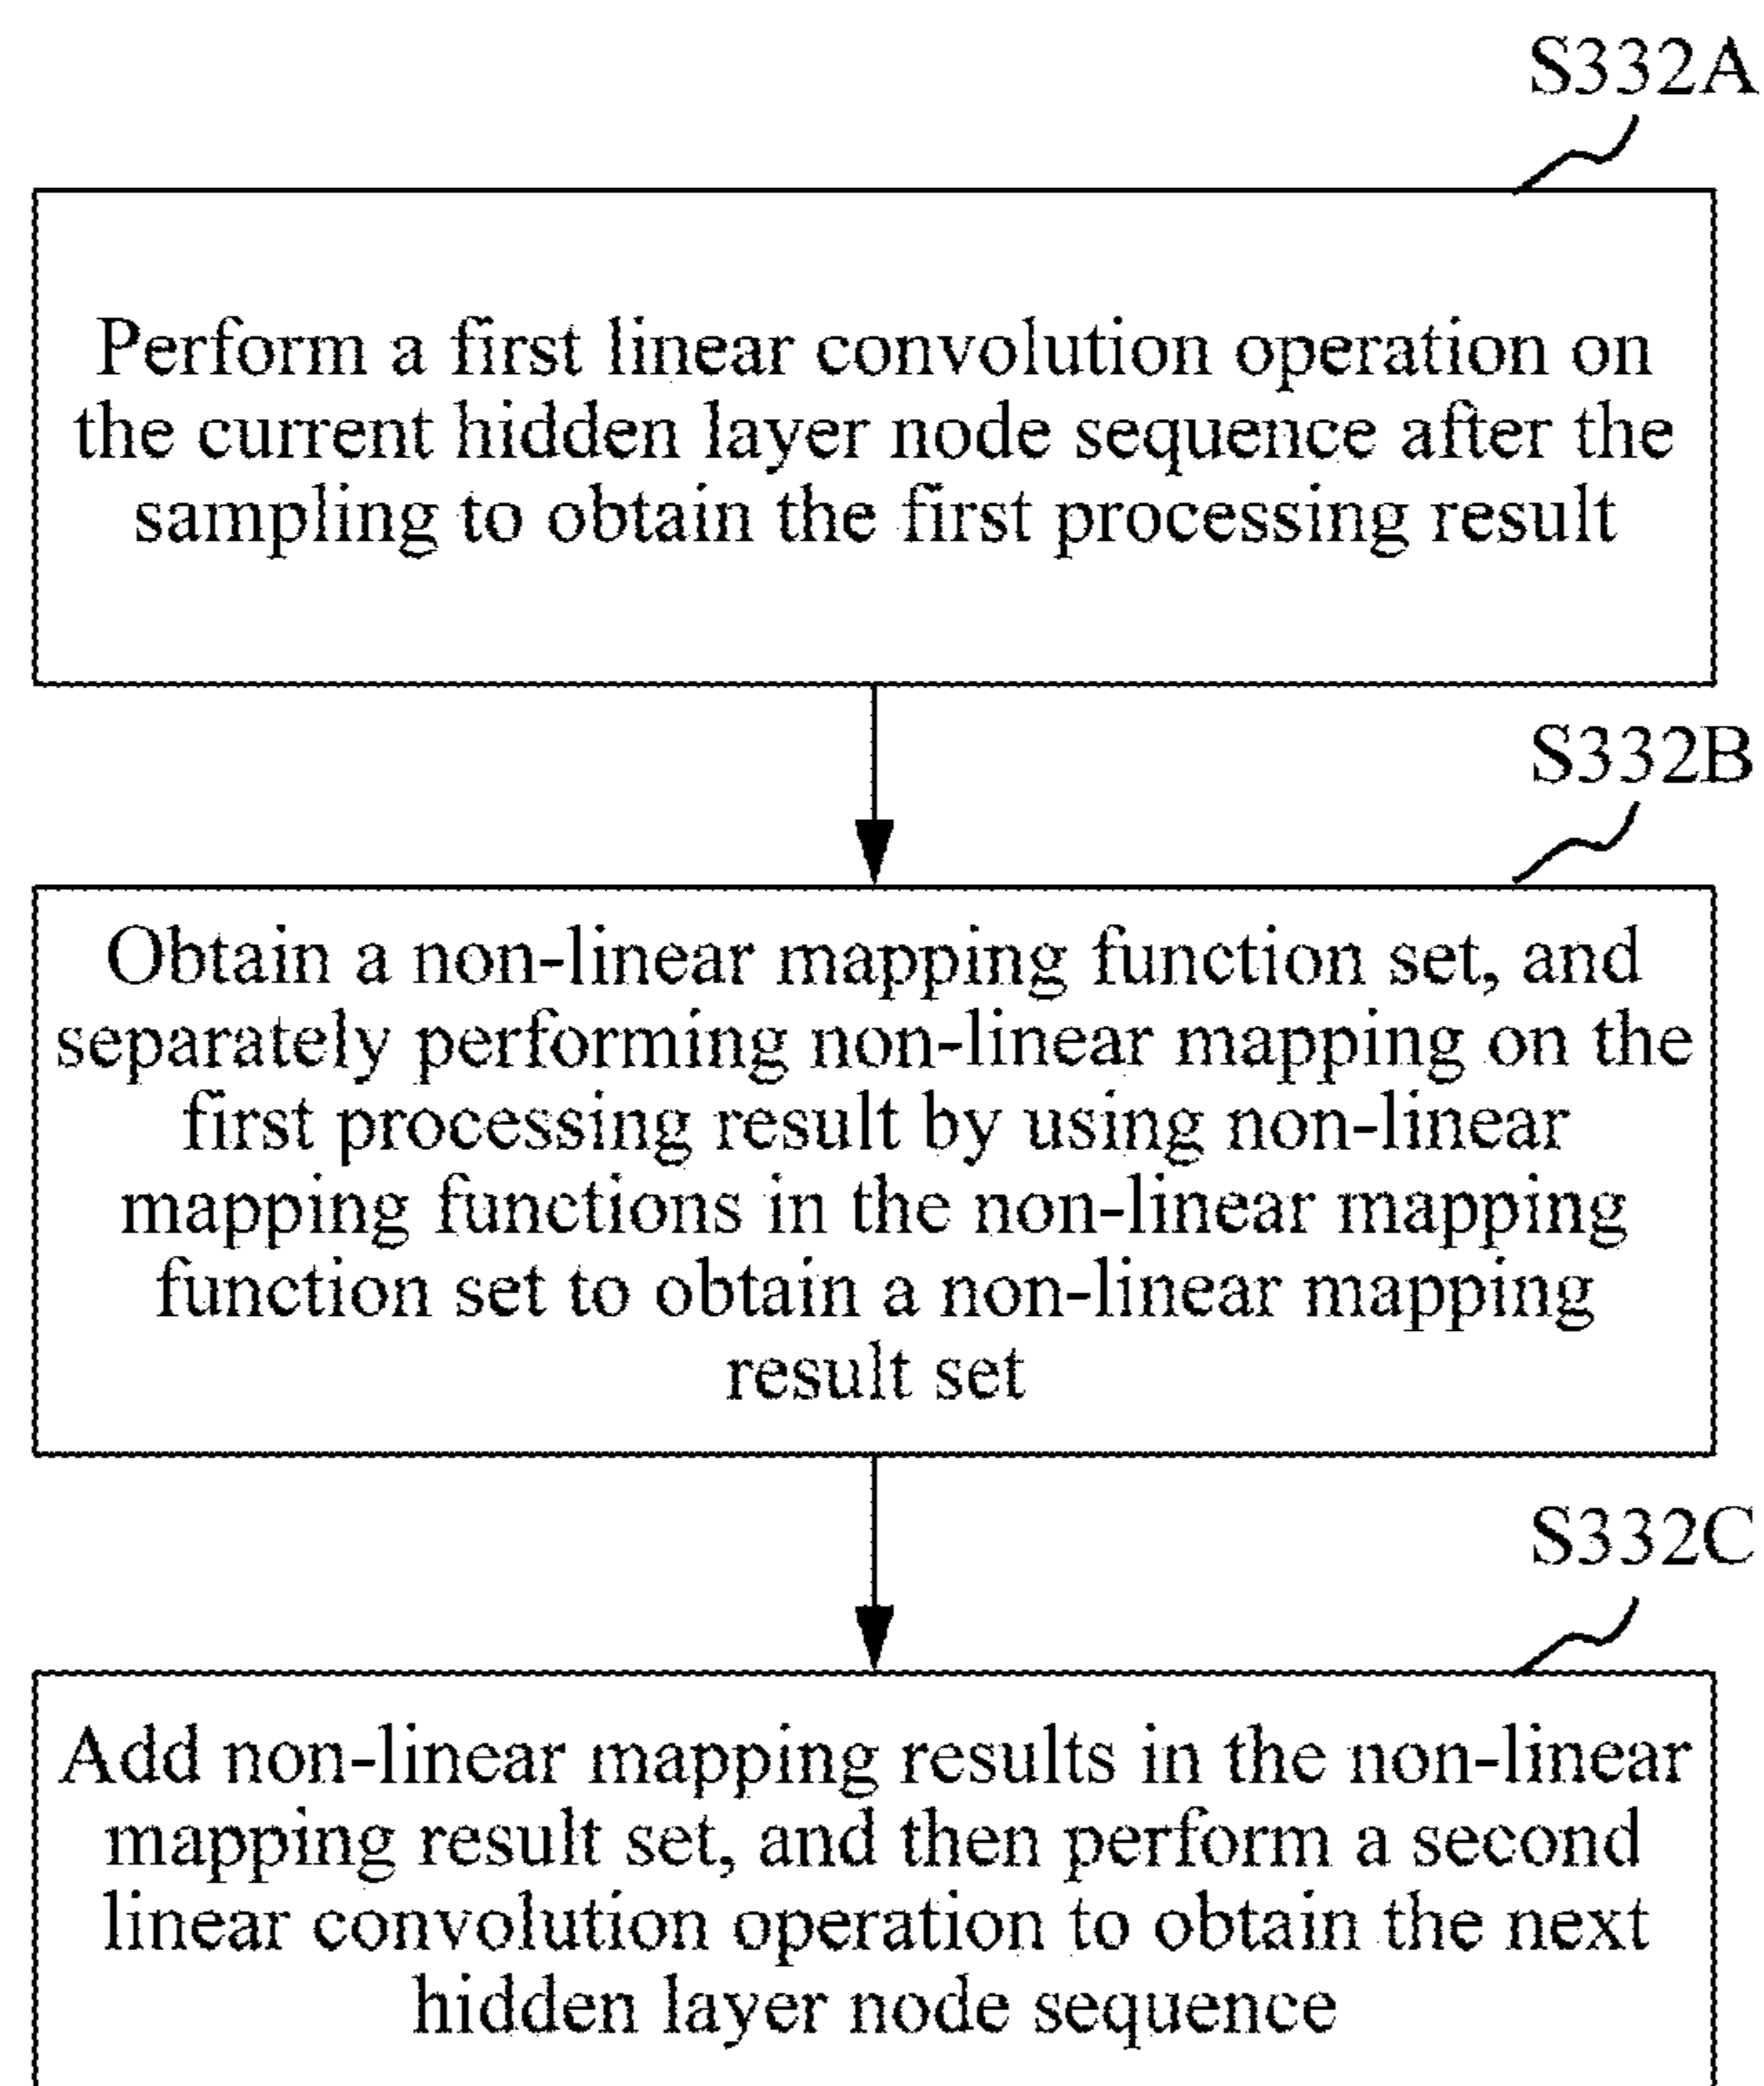 S332A
Perform a first linear convolution operation on
the current hidden layer node sequence after the
sampling to obtain the first processing result
S332B
Obtain a non-linear mapping function set, and
separately performing non-linear mapping on the
first processing result by using non-linear
mapping functions in the non-linear mapping
function set to obtain a non-linear mapping
result set
S332C
Add non-linear mapping results in the non-linear
mapping result set, and then perform a second
linear convolution operation to obtain the next
hidden layer node sequence